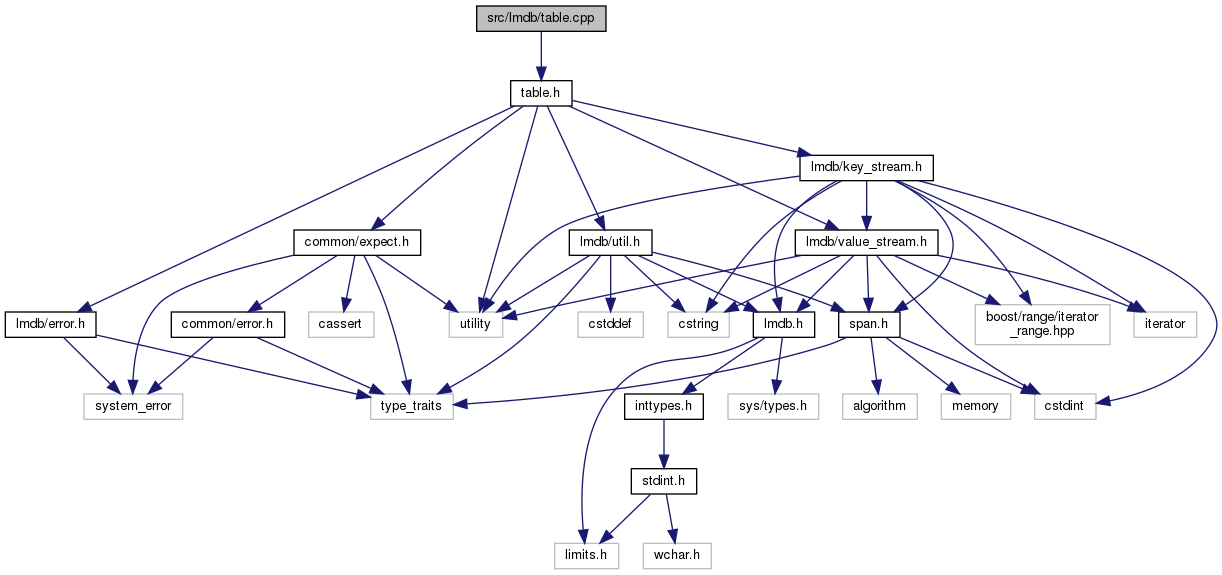 src/lmdb/table.cpp
table.h
lmdb/key_stream.h
common/expect.h
lmdb/util.h
lmdb/value_stream.h
lmdb/error.h
common/error.h
cassert
utility
cstddef
cstring
lmdb.h
span.h
boost/range/iterator
_range.hpp
iterator
system_error
type_traits
inttypes.h
sys/types.h
algorithm
memory
cstdint
stdint.h
limits.h
wchar.h